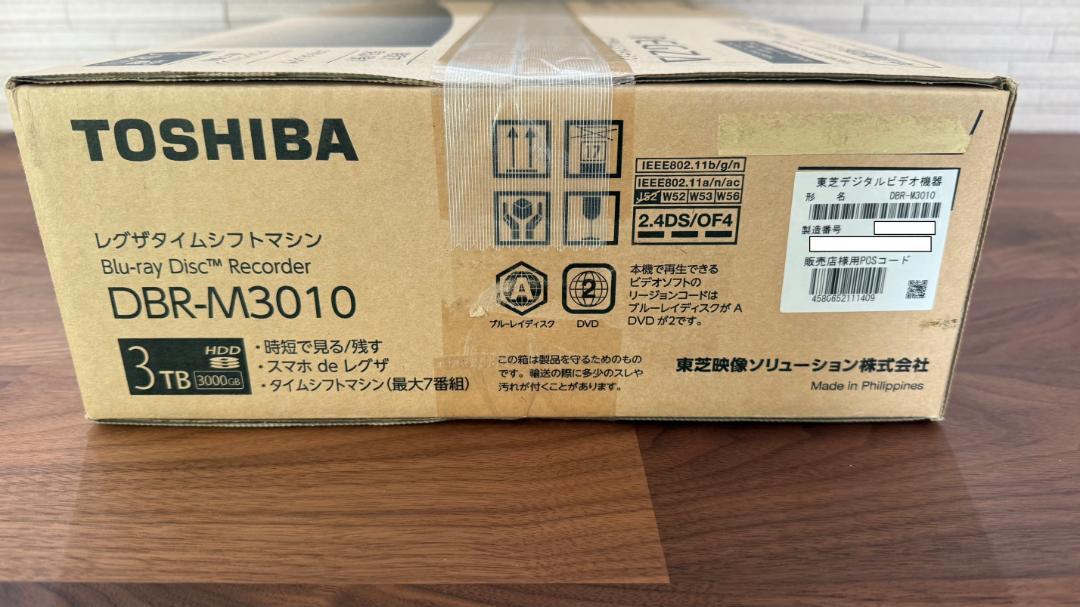 REGZA
TOSHIBA
レグザタイムシフトマシン
Blu-ray Disc™ Recorder
DBR-M3010
3TB
HDD
3000GB
・時短で見る/残す
・スマホ de レグザ
・タイムシフトマシン(最大7番組)
17
A
ブルーレイディスク
2
DVD
IEEE802.11b/g/n
IEEE802.11a/n/ac
J52 W52 W53 W56
2.4DS/OF4
本機で再生できる
ビデオソフトの
リージョンコードは
ブルーレイディスクが A
DVD が2です。
この箱は製品を守るためのもの
です。輸送の際に多少のスレや
汚れが付くことがあります。
東芝デジタルビデオ機器
形 名 DBR-M3010
製造番号
販売店様用POSコード
4580652111409
東芝映像ソリューション株式会社
Made in Philippines